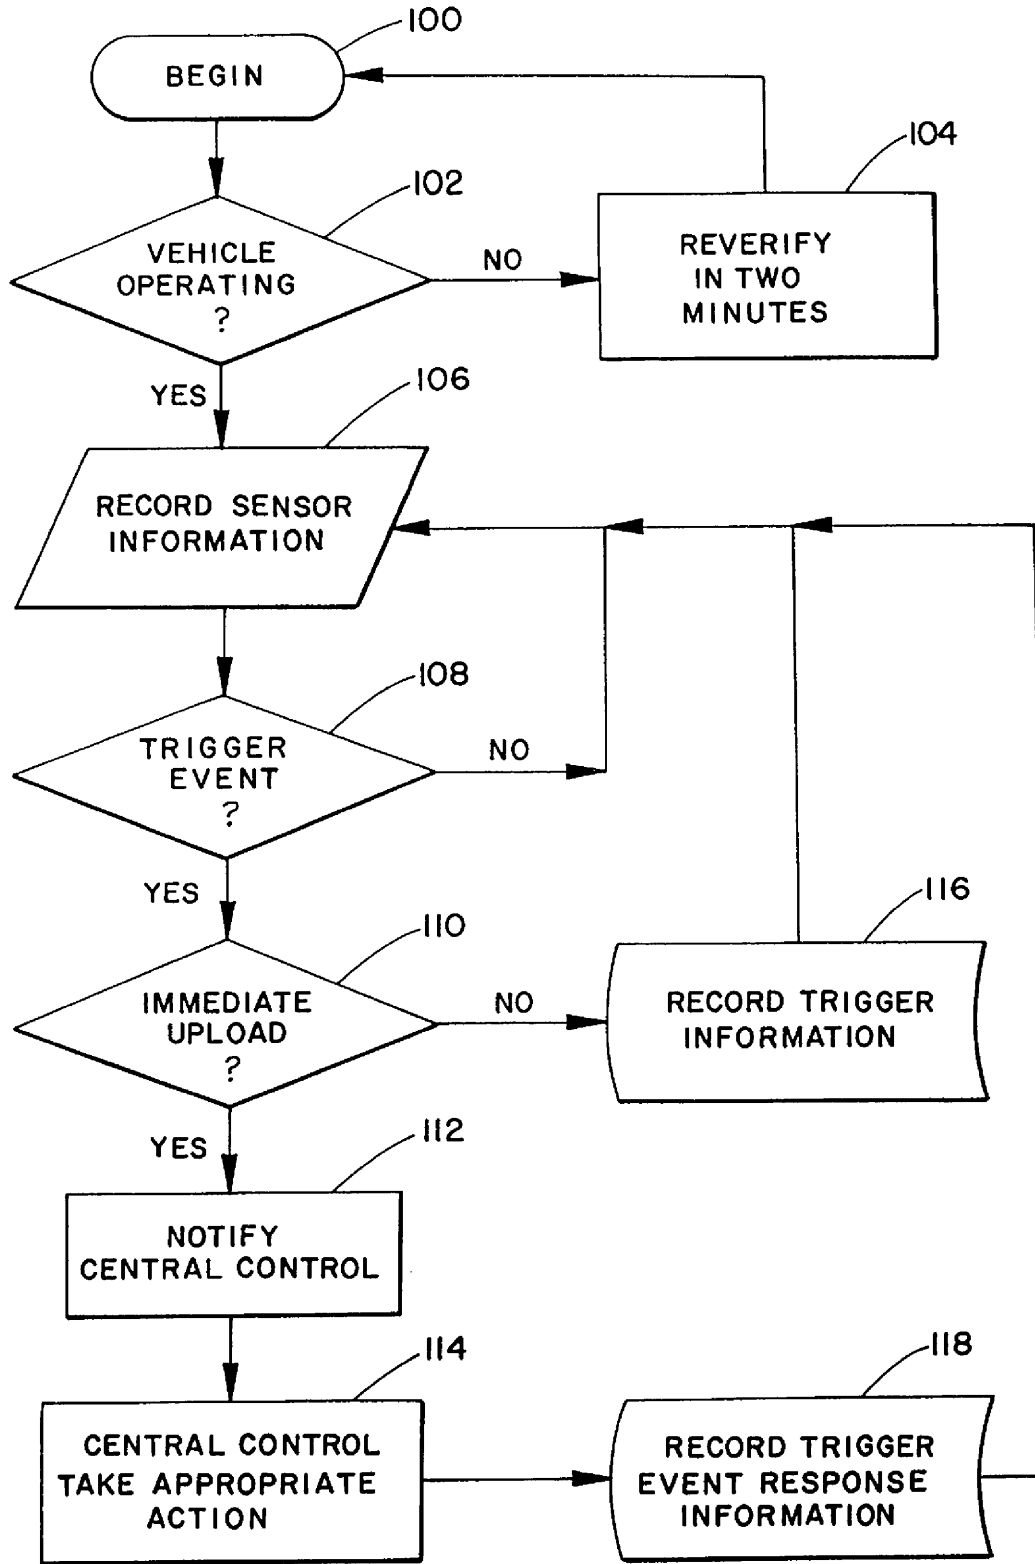 100
BEGIN
104
102
VEHICLE
OPERATING
?
NO
REVERIFY
IN TWO
MINUTES
YES
106
RECORD SENSOR
INFORMATION
108
TRIGGER
EVENT
?
NO
YES
116
110
IMMEDIATE
UPLOAD
?
NO
RECORD TRIGGER
INFORMATION
YES
112
NOTIFY
CENTRAL CONTROL
114
118
CENTRAL CONTROL
TAKE APPROPRIATE
ACTION
RECORD TRIGGER
EVENT RESPONSE
INFORMATION